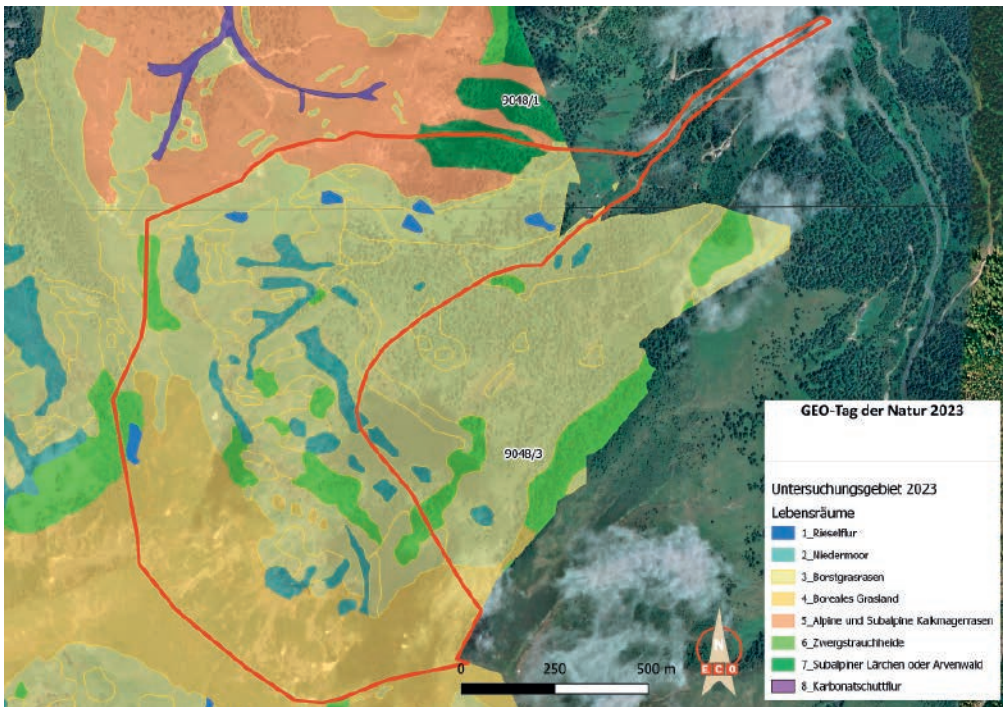 9048/1
9048/3
GEO-Tag der Natur 2023
Untersuchungsgebiet 2023
Lebensräume
1_Rieselflur
2_Niedermoor
3_Borstgrasrasen
4_Boreales Grasland
5_Alpine und Subalpine Kalkmagerrasen
6_Zwergstrauchheide
7_Subalpiner Lärchen oder Arvenwald
8_Karbonatschuttflur
N
ECO
0 250 500 m